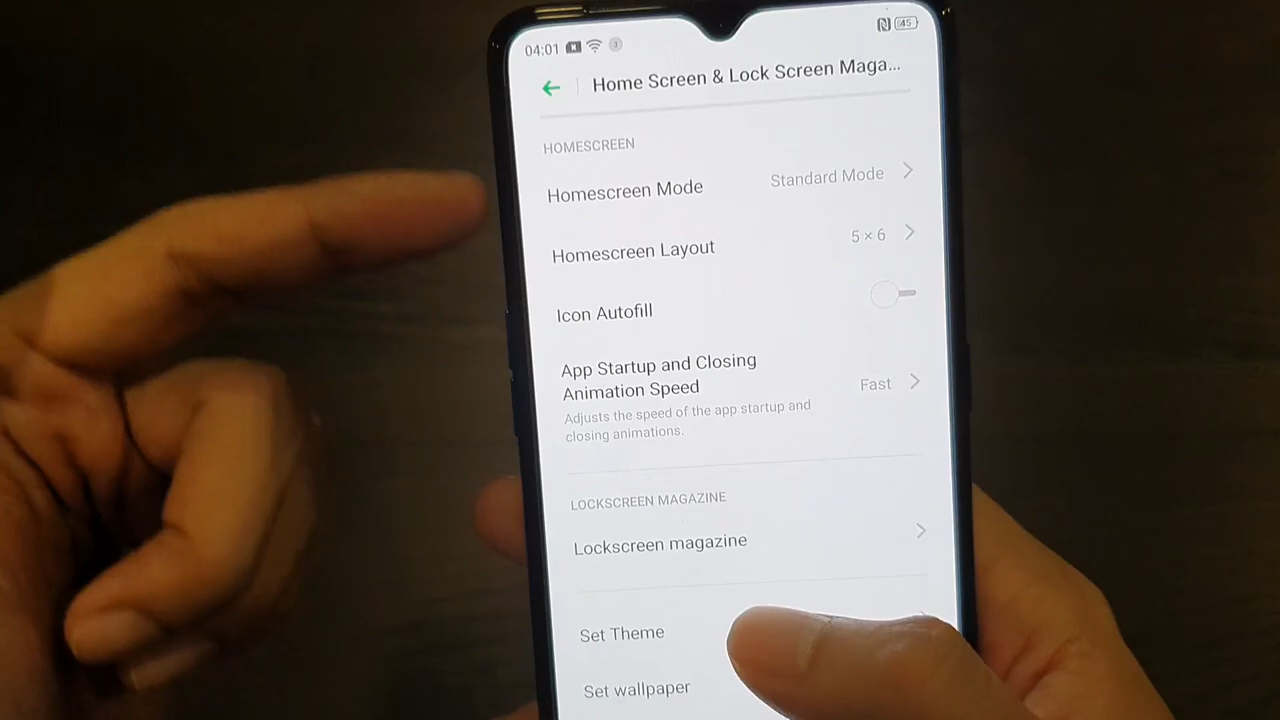 04:01
N 45
Home Screen & Lock Screen Maga...
HOMESCREEN
Homescreen Mode Standard Mode
Homescreen Layout 5 × 6
Icon Autofill
App Startup and Closing
Animation Speed
Fast
Adjusts the speed of the app startup and
closing animations.
LOCKSCREEN MAGAZINE
Lockscreen magazine
Set Theme
Set wallpaper